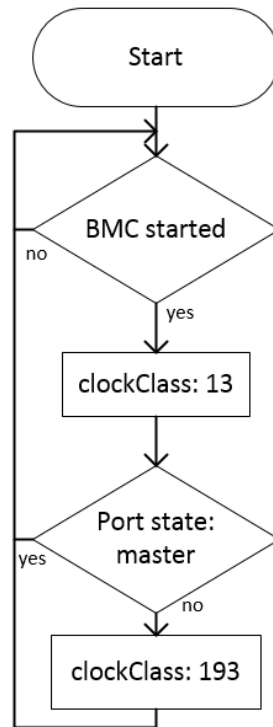 Start
BMC started
no
yes
clockClass: 13
Port state:
master
yes
no
clockClass: 193